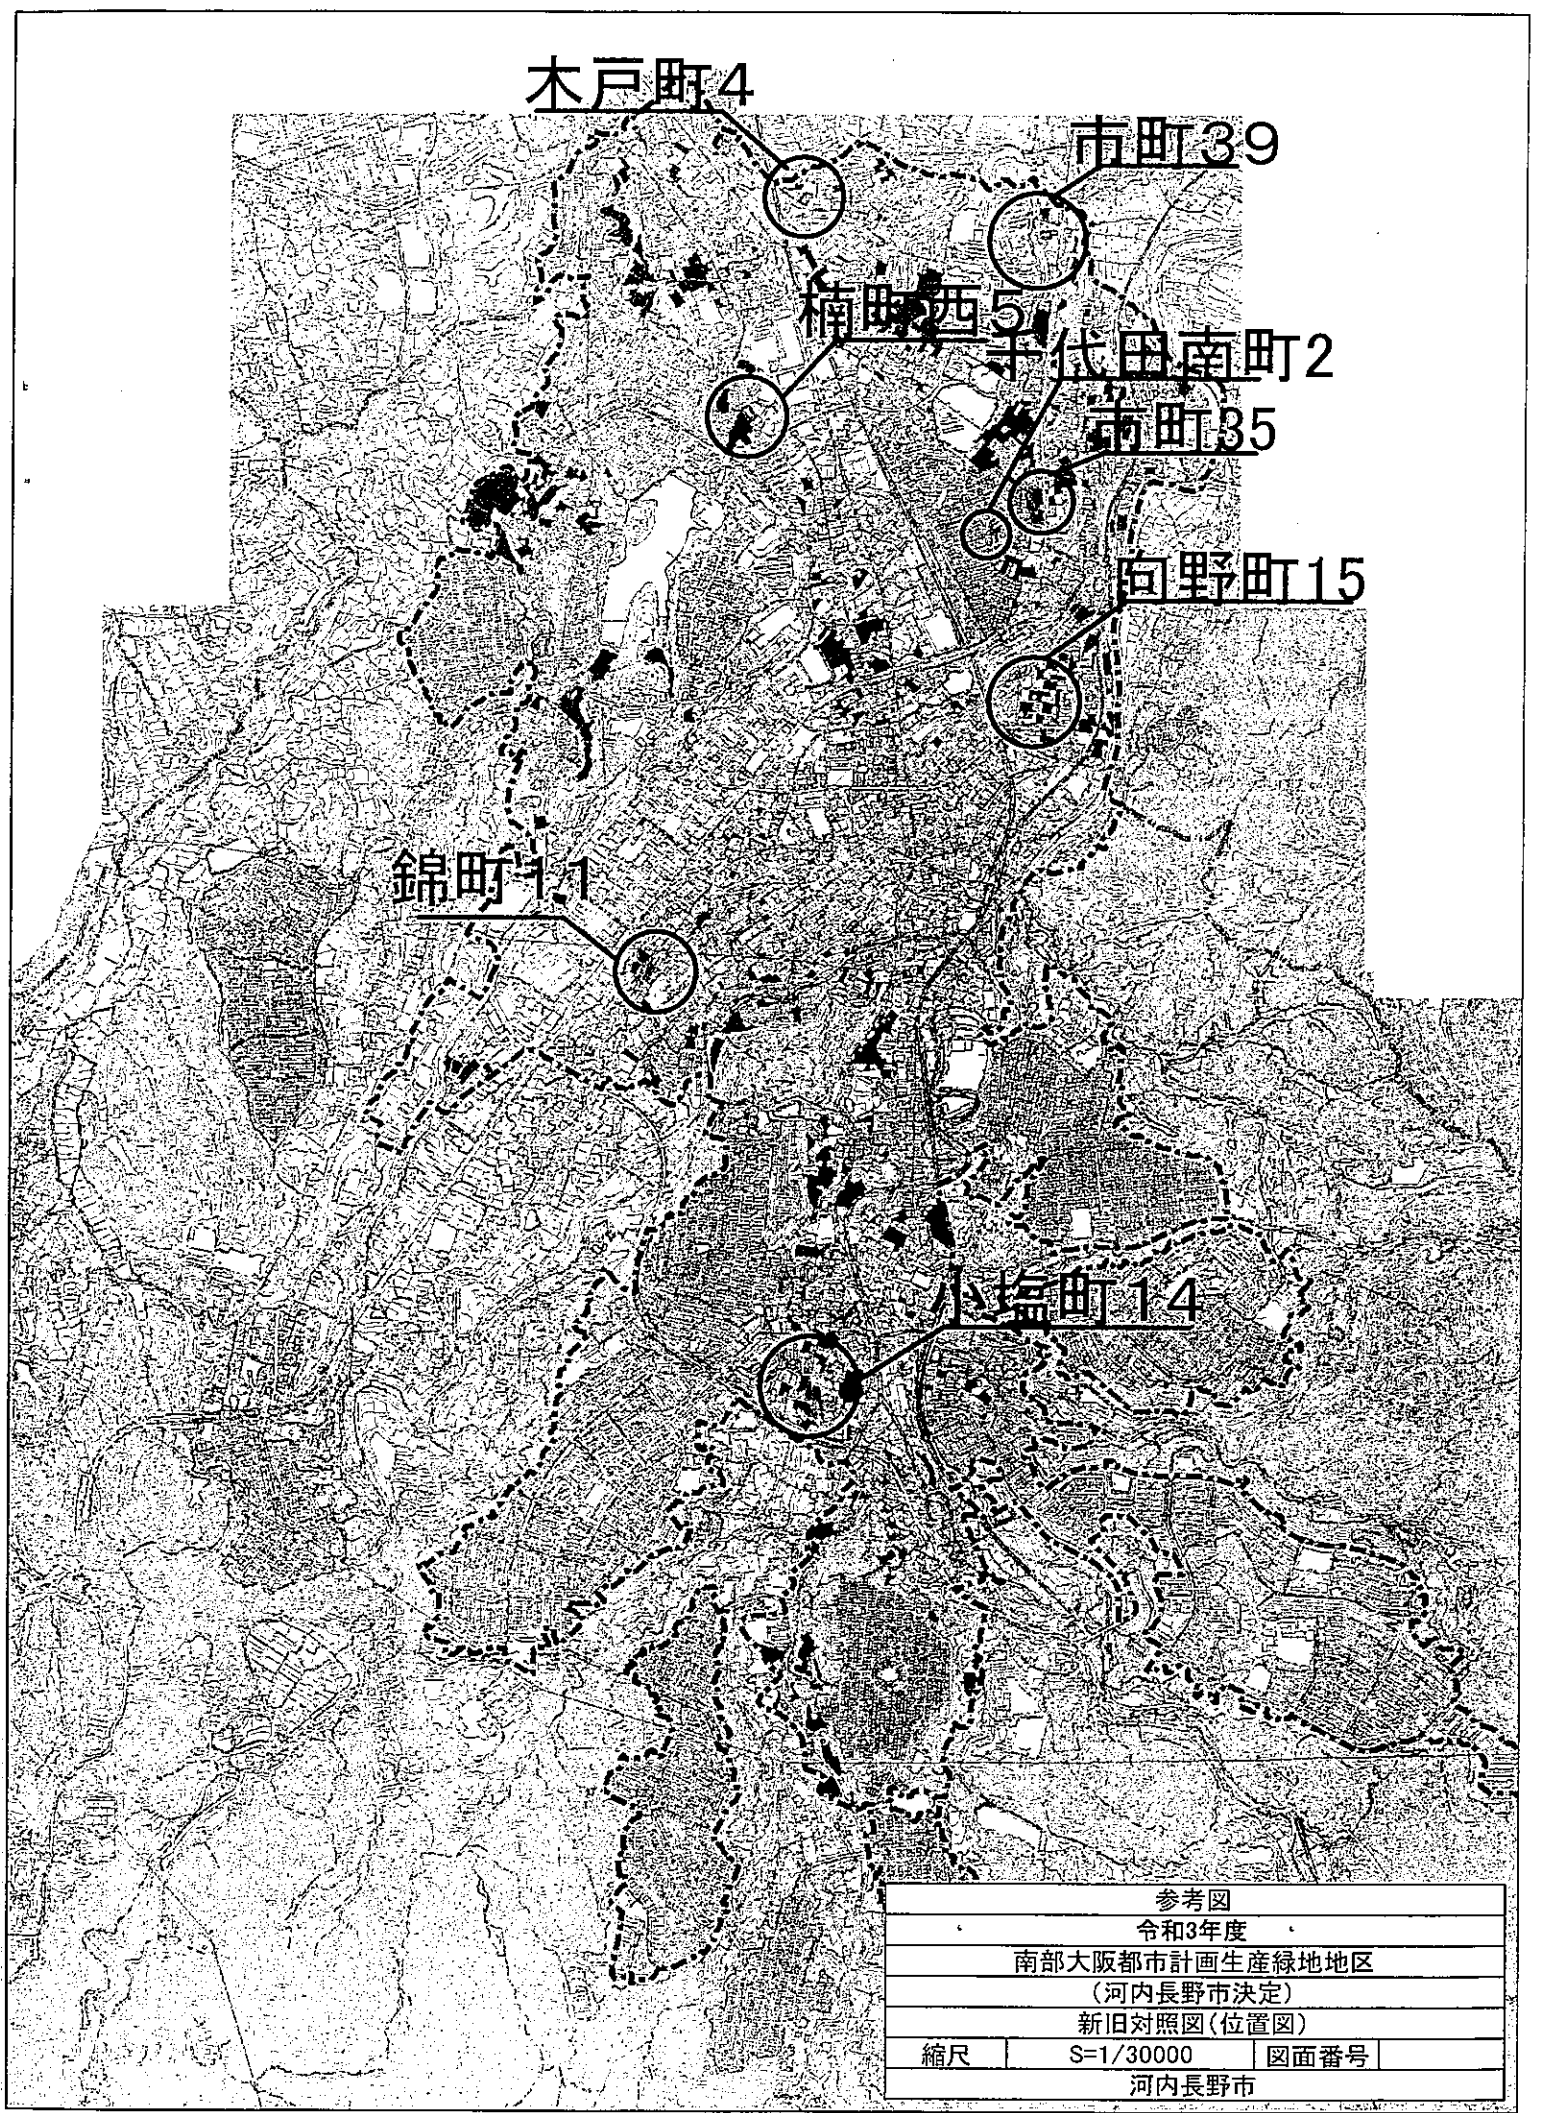 木戸町4
市町39
楠町西5
千代田南町2
市町35
向野町15
錦町11
小塩町14
参考図
令和3年度
南部大阪都市計画生産緑地地区
(河内長野市決定)
新旧対照図(位置図)
縮尺 S=1/30000 図面番号
河内長野市